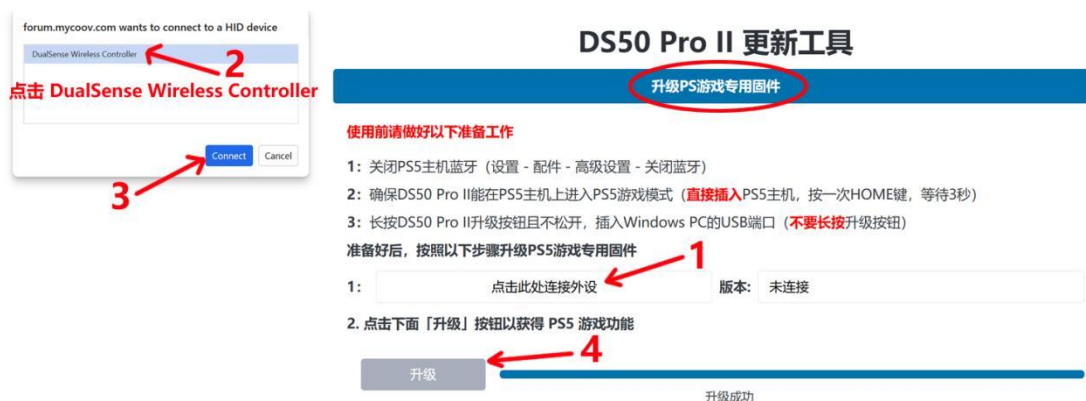 forum.mycoov.com wants to connect to a HID device
DualSense Wireless Controller
2
点击 DualSense Wireless Controller
Connect
Cancel
3
DS50 Pro II 更新工具
升级PS游戏专用固件
使用前请做好以下准备工作
1：关闭PS5主机蓝牙（设置 - 配件 - 高级设置 - 关闭蓝牙）
2：确保DS50 Pro II能在PS5主机上进入PS5游戏模式（直接插入PS5主机，按一次HOME键，等待3秒）
3：长按DS50 Pro II升级按钮且不松开，插入Windows PC的USB端口（不要长按升级按钮）
准备好后，按照以下步骤升级PS5游戏专用固件
1
1: 点击此处连接外设 版本: 未连接
2. 点击下面「升级」按钮以获得 PS5 游戏功能
4
升级
升级成功